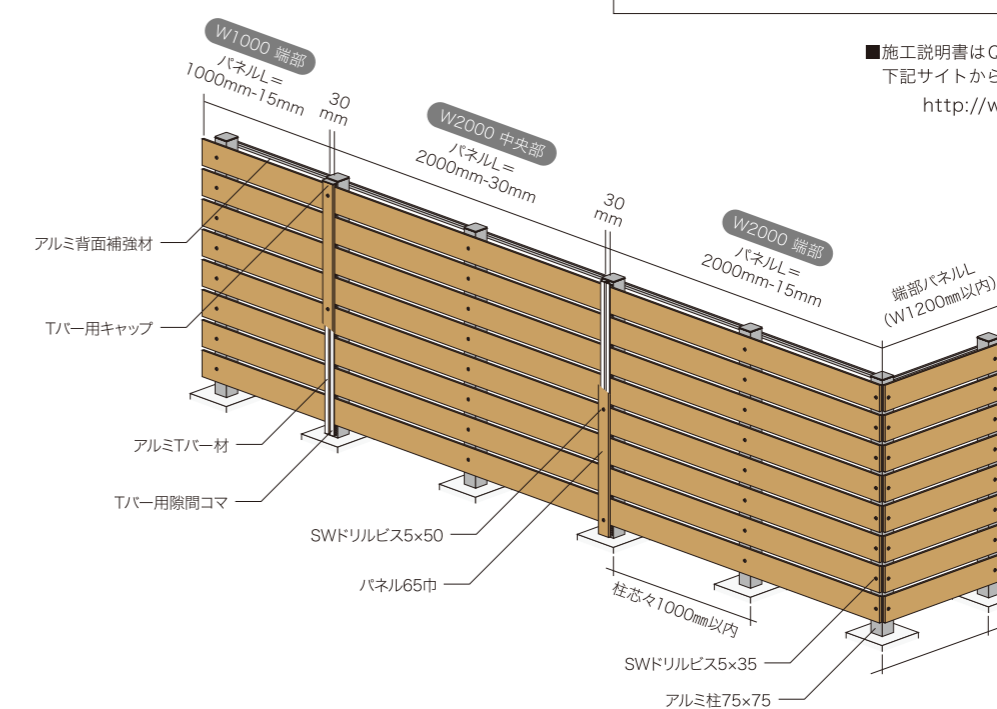 ■施工説明書は
下記サイトから
http://w
W1000 端部
パネルL=
1000mm-15mm
30
mm
W2000 中央部
パネルL=
2000mm-30mm
30
mm
W2000 端部
パネルL=
2000mm-15mm
端部パネルL
(W1200㎜以内)
アルミ背面補強材
Tバー用キャップ
アルミTバー材
Tバー用隙間コマ
SWドリルビス5×50
パネル65巾
柱芯々1000㎜以内
SWドリルビス5×35
アルミ柱75×75